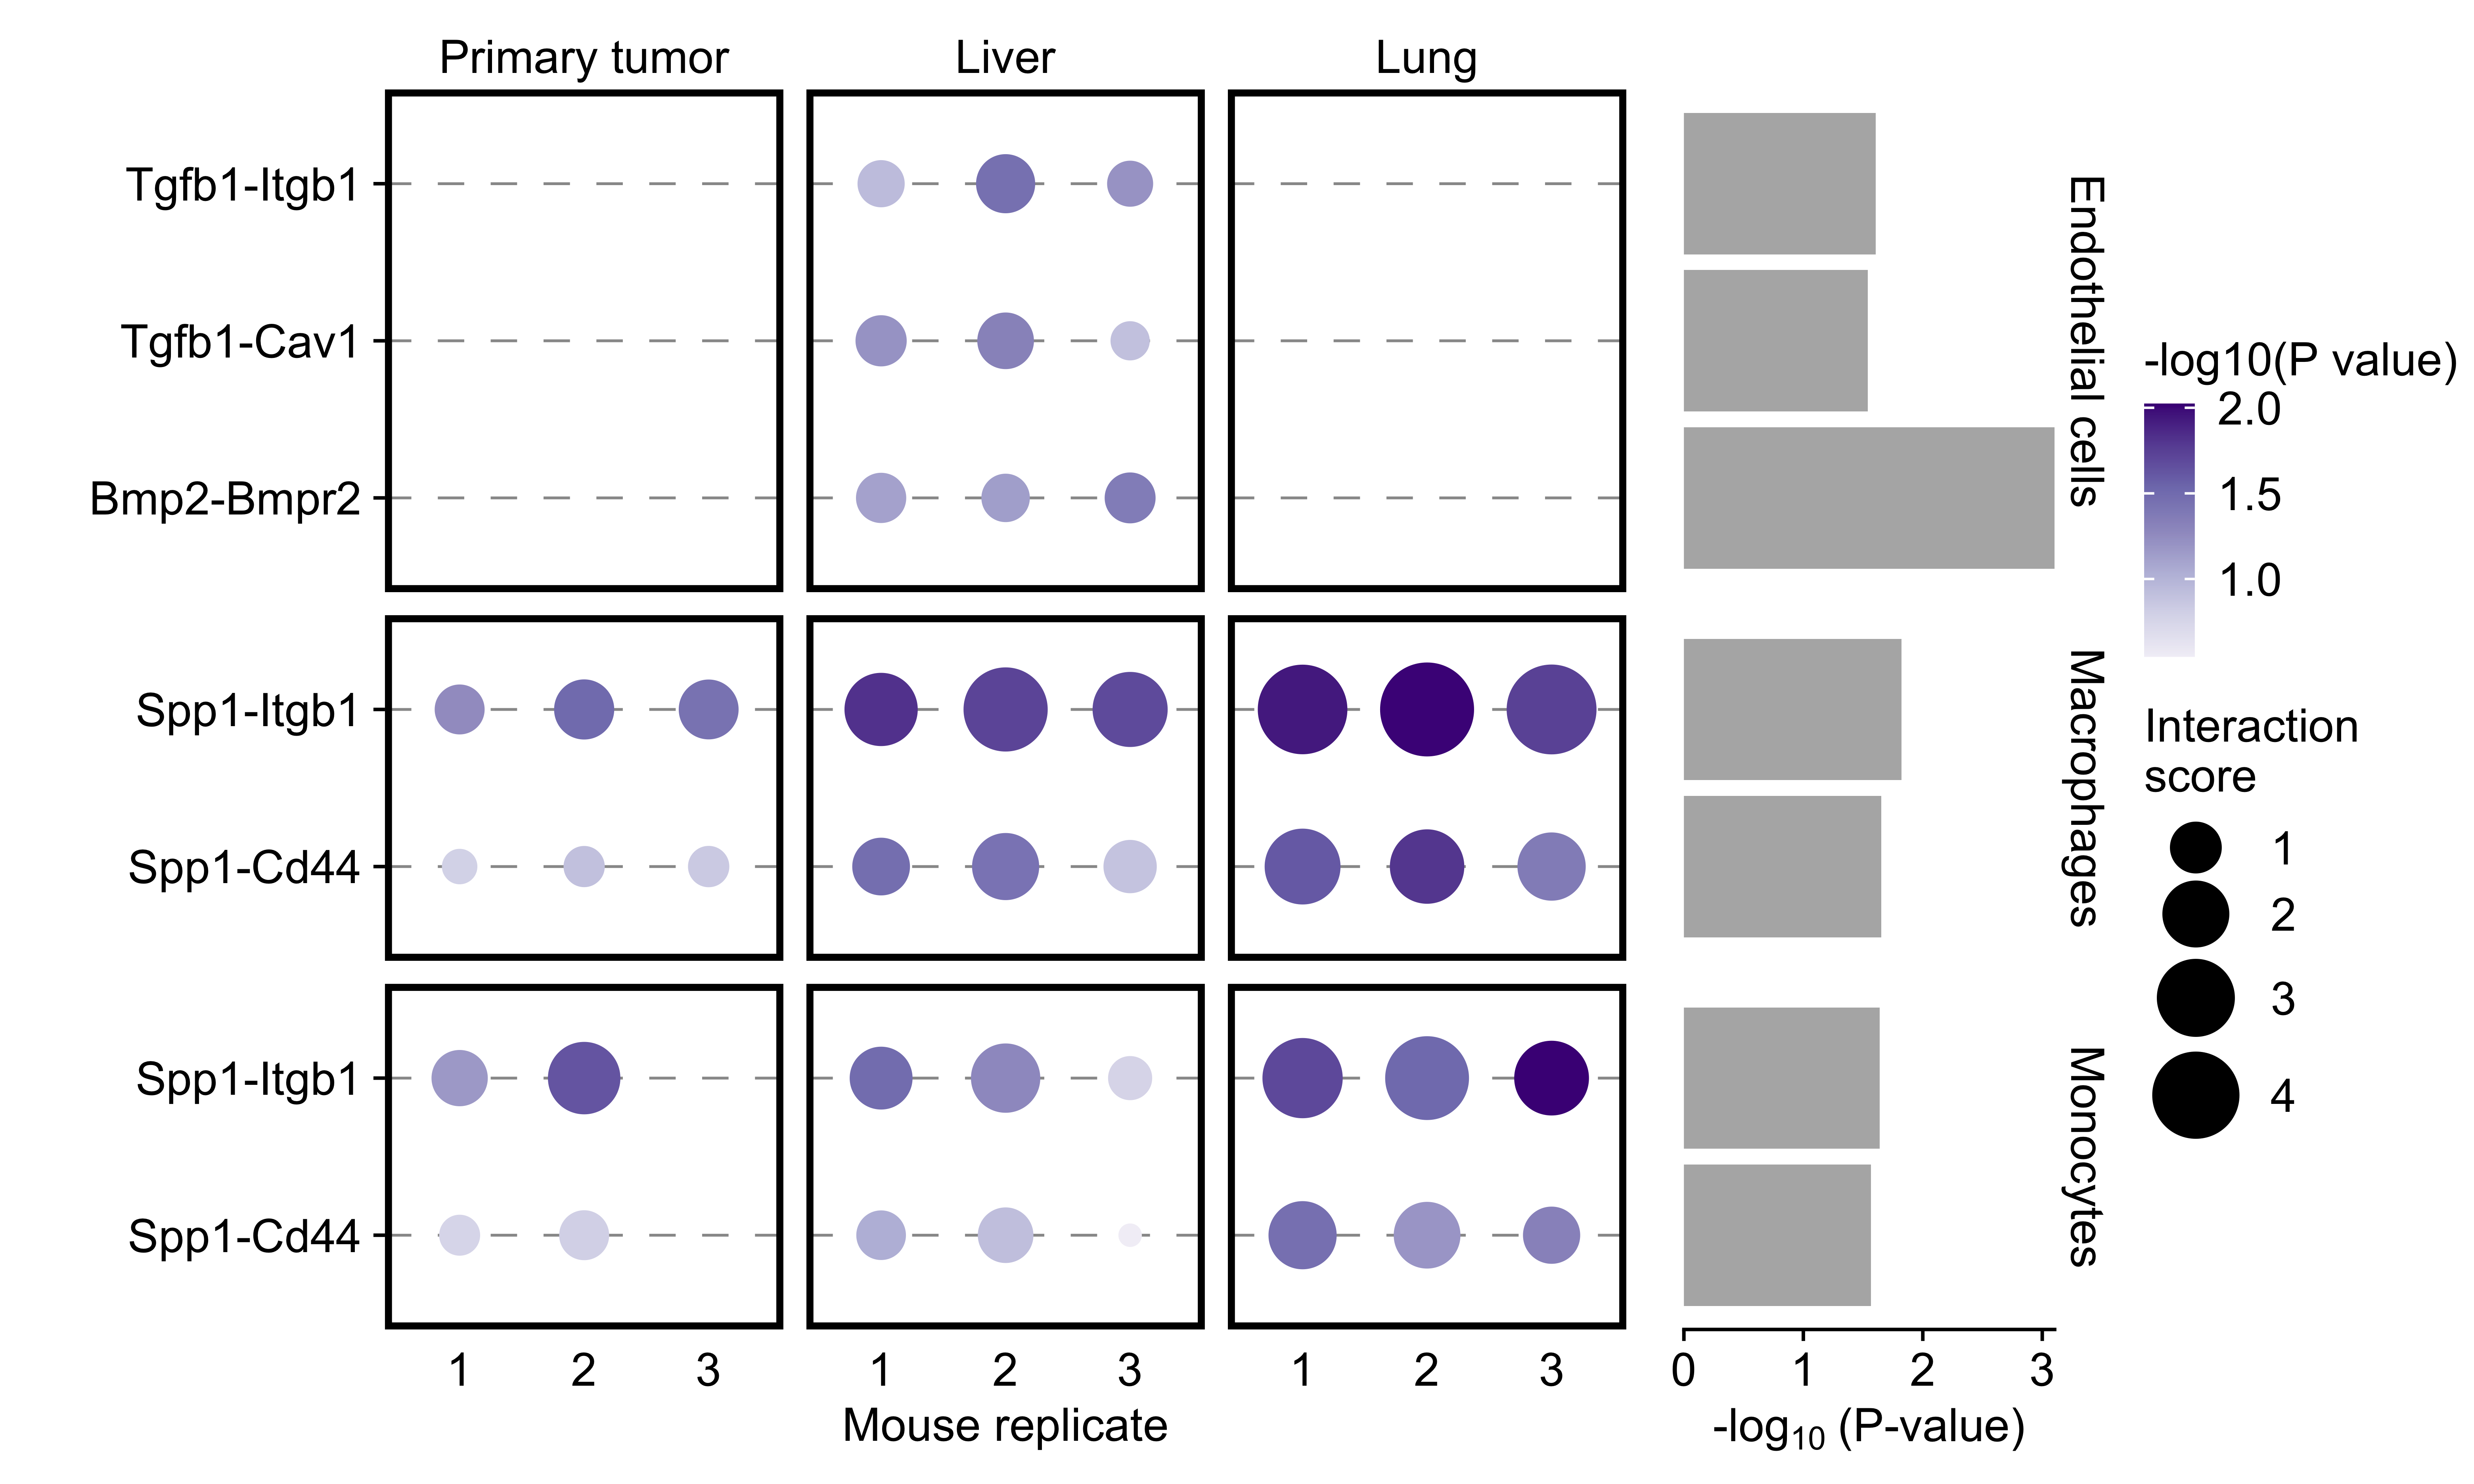 Primary tumor Liver Lung
Tgfb1-Itgb1
Tgfb1-Cav1
Bmp2-Bmpr2
Endothelial cells
Spp1-Itgb1
Spp1-Cd44
Macrophages
Spp1-Itgb1
Spp1-Cd44
Monocytes
1 2 3 1 2 3 1 2 3
Mouse replicate
0 1 2 3
-log10 (P-value)
-log10(P value)
2.0
1.5
1.0
Interaction
score
1
2
3
4